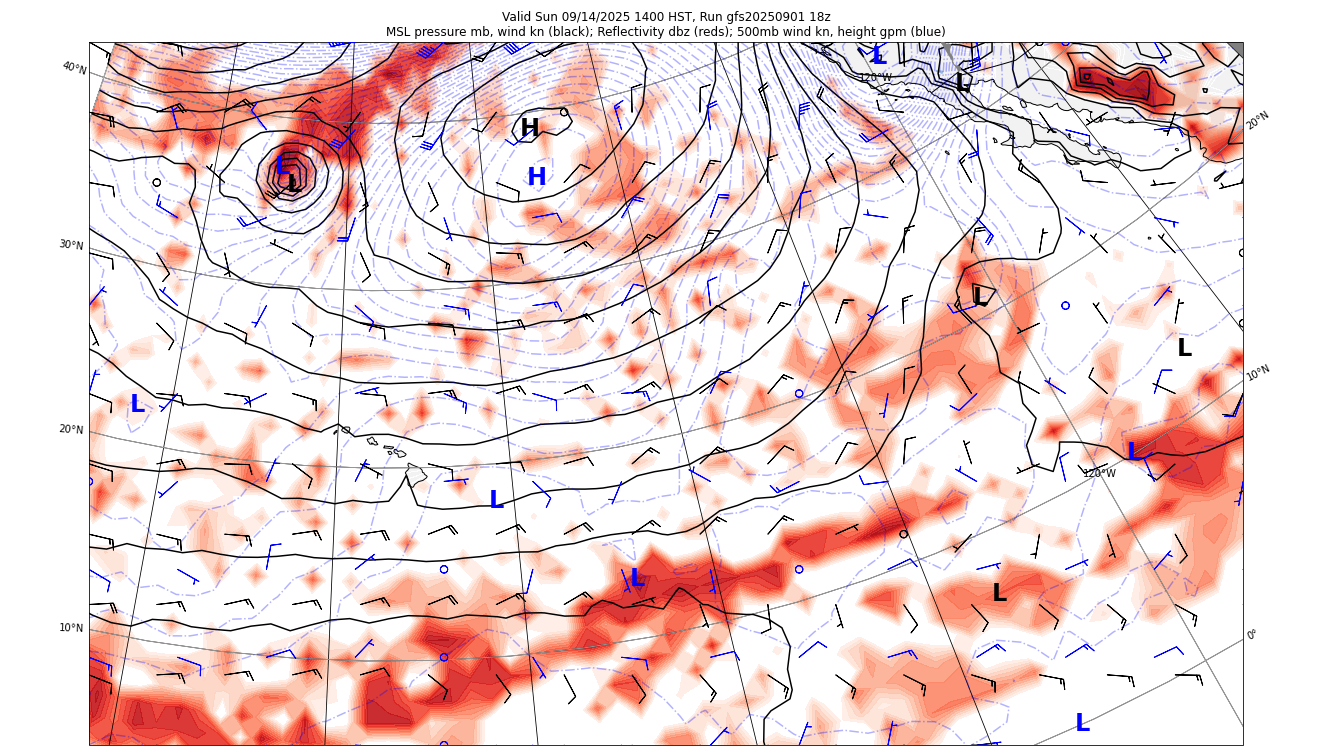 Valid Sun 09/14/2025 1400 HST, Run gfs20250901 18z
MSL pressure mb, wind kn (black); Reflectivity dbz (reds); 500mb wind kn, height gpm (blue)
L
40°N
120°W
L
20°N
H
L
L
H
30°N
L
L
10°N
L
20°N
L
120°W
L
L
L
10°N
0°
L